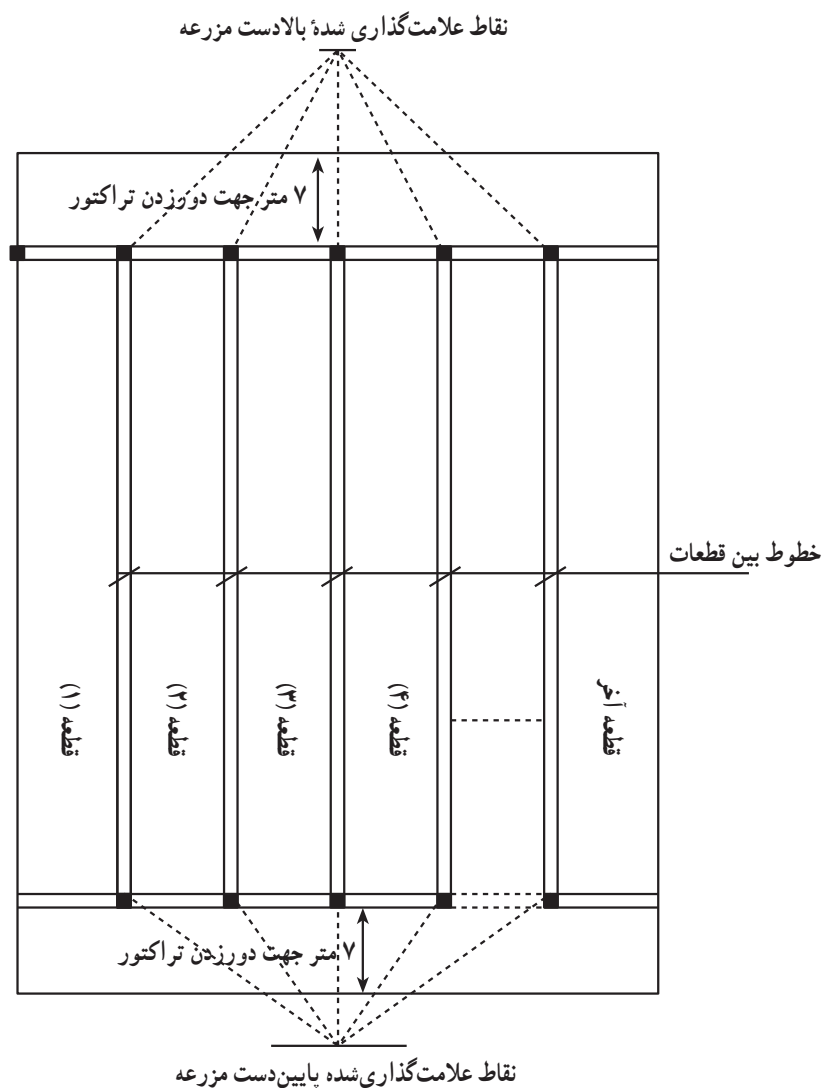 نقاط علامت‌گذاری شدهٔ بالادست مزرعه
۷ متر جهت دورزدن تراکتور
خطوط بین قطعات
قطعه (۱)
قطعه (۲)
قطعه (۳)
قطعه (۴)
قطعه آخر
۷ متر جهت دورزدن تراکتور
نقاط علامت‌گذاری‌شده پایین‌دست مزرعه